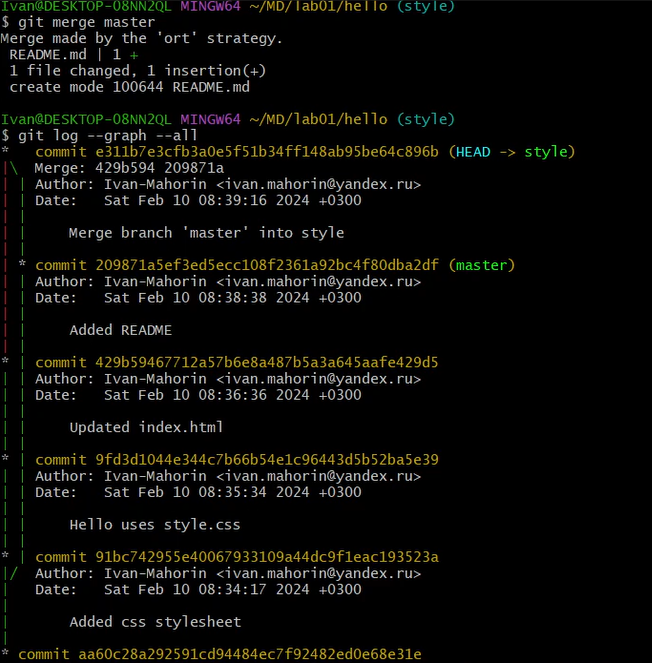 Ivan@DESKTOP-08NN2QL MINGW64 ~/MD/lab01/hello (style)
$ git merge master
Merge made by the 'ort' strategy.
 README.md | 1 +
 1 file changed, 1 insertion(+)
 create mode 100644 README.md

Ivan@DESKTOP-08NN2QL MINGW64 ~/MD/lab01/hello (style)
$ git log --graph --all
*   commit e311b7e3cfb3a0e5f51b34ff148ab95be64c896b (HEAD -> style)
|\  Merge: 429b594 209871a
| | Author: Ivan-Mahorin <ivan.mahorin@yandex.ru>
| | Date:   Sat Feb 10 08:39:16 2024 +0300
| |
| |     Merge branch 'master' into style
| |
| * commit 209871a5ef3ed5ecc108f2361a92bc4f80dba2df (master)
| | Author: Ivan-Mahorin <ivan.mahorin@yandex.ru>
| | Date:   Sat Feb 10 08:38:38 2024 +0300
| |
| |     Added README
| |
* | commit 429b59467712a57b6e8a487b5a3a645aafe429d5
| | Author: Ivan-Mahorin <ivan.mahorin@yandex.ru>
| | Date:   Sat Feb 10 08:36:36 2024 +0300
| |
| |     Updated index.html
| |
* | commit 9fd3d1044e344c7b66b54e1c96443d5b52ba5e39
| | Author: Ivan-Mahorin <ivan.mahorin@yandex.ru>
| | Date:   Sat Feb 10 08:35:34 2024 +0300
| |
| |     Hello uses style.css
| |
* | commit 91bc742955e40067933109a44dc9f1eac193523a
|/  Author: Ivan-Mahorin <ivan.mahorin@yandex.ru>
|   Date:   Sat Feb 10 08:34:17 2024 +0300
|
|       Added css stylesheet
|
* commit aa60c28a292591cd94484ec7f92482ed0e68e31e